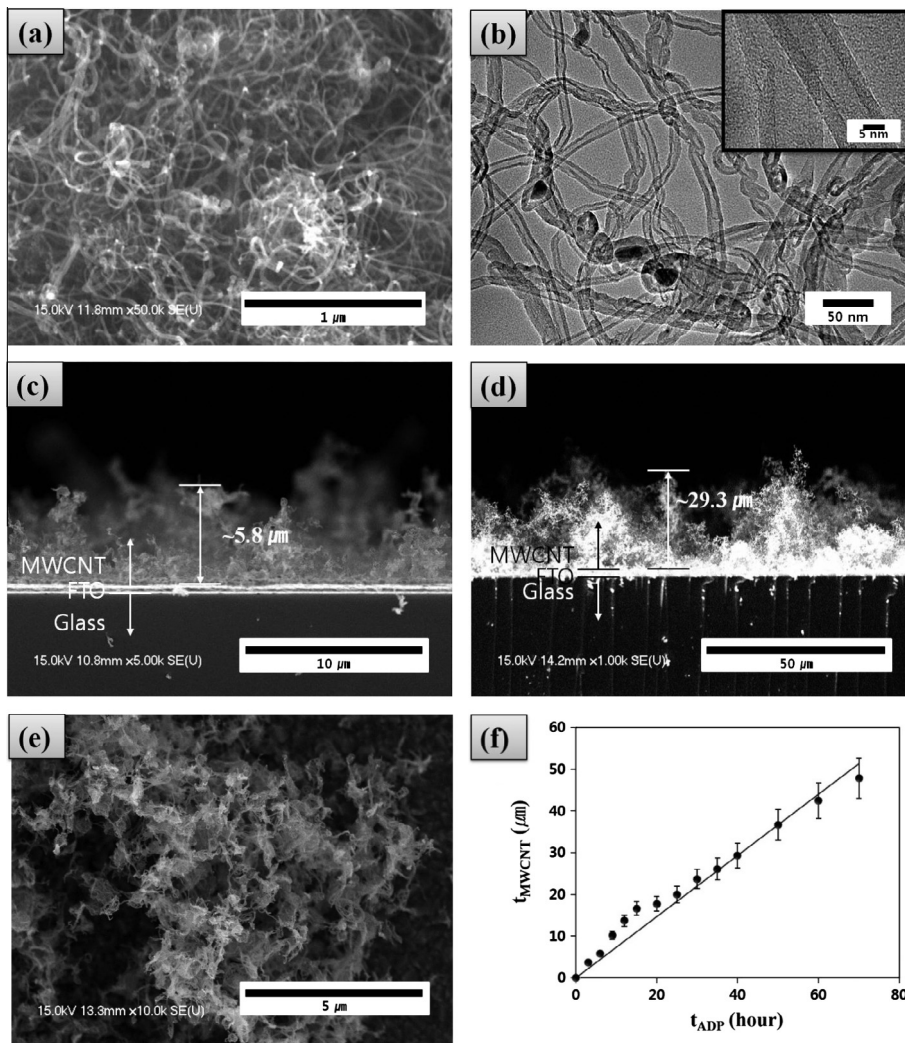 (a)
15.0kV 11.8mm x50.0k SE(U)
1 ㎛
(b)
5 nm
50 nm
(c)
~5.8 ㎛
MWCNT
FTO
Glass
15.0kV 10.8mm x5.00k SE(U)
10 ㎛
(d)
~29.3 ㎛
MWCNT
FTO
Glass
15.0kV 14.2mm x1.00k SE(U)
50 ㎛
(e)
15.0kV 13.3mm x10.0k SE(U)
5 ㎛
(f)
60
50
40
30
20
10
0
tMWCNT (㎛)
0 20 40 60 80
tADP (hour)